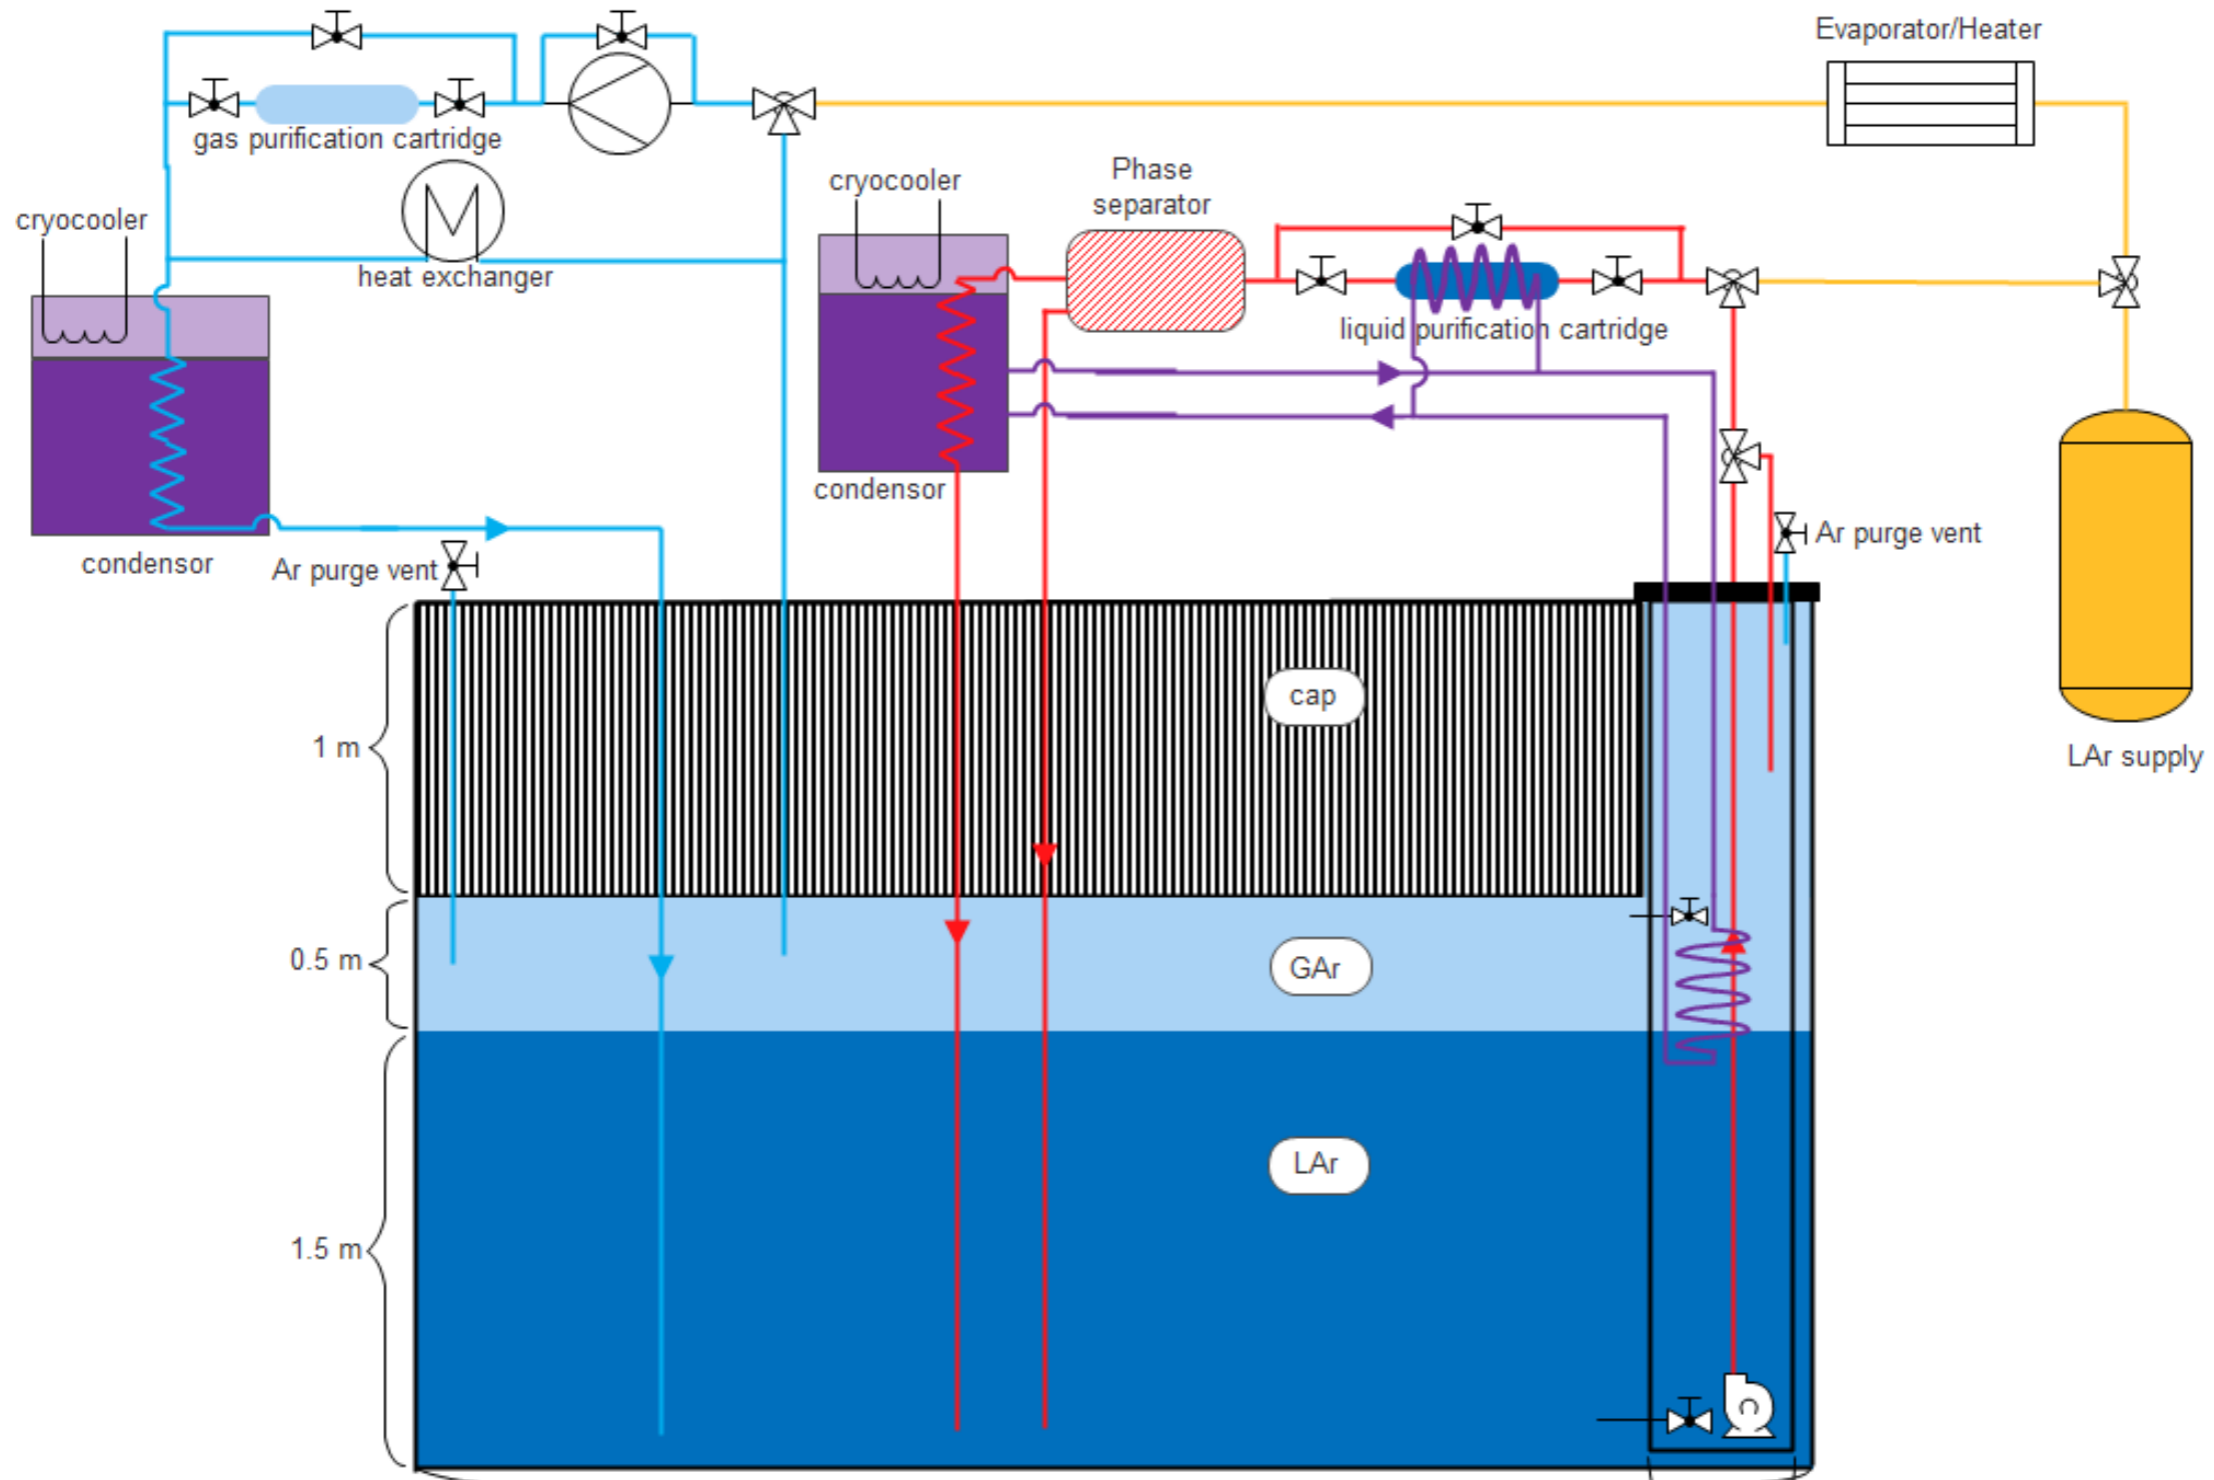 Evaporator/Heater
gas purification cartridge
Phase
separator
cryocooler
cryocooler
heat exchanger
liquid purification cartridge
condensor
condensor
Ar purge vent
Ar purge vent
cap
1 m
LAr supply
0.5 m
GAr
LAr
1.5 m